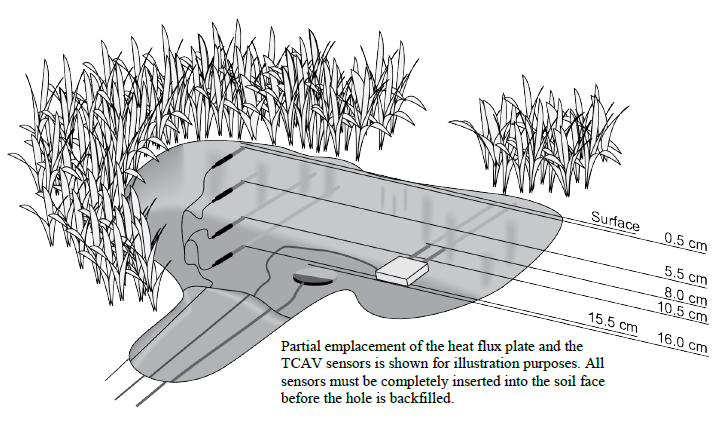 Surface
0.5 cm
5.5 cm
8.0 cm
10.5 cm
15.5 cm
16.0 cm
Partial emplacement of the heat flux plate and the
TCAV sensors is shown for illustration purposes. All
sensors must be completely inserted into the soil face
before the hole is backfilled.